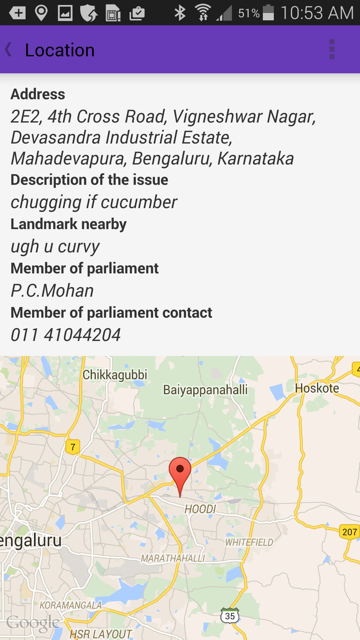 51% 10:53 AM
Location
Address
2E2, 4th Cross Road, Vigneshwar Nagar,
Devasandra Industrial Estate,
Mahadevapura, Bengaluru, Karnataka
Description of the issue
chugging if cucumber
Landmark nearby
ugh u curvy
Member of parliament
P.C.Mohan
Member of parliament contact
011 41044204
Chikkagubbi
Baiyappanahalli
Hoskote
4
7
HOODI
207
engaluru
WHITEFIELD
MARATHAHALLI
KORAMANGALA
35
Google
HSR LAYOUT